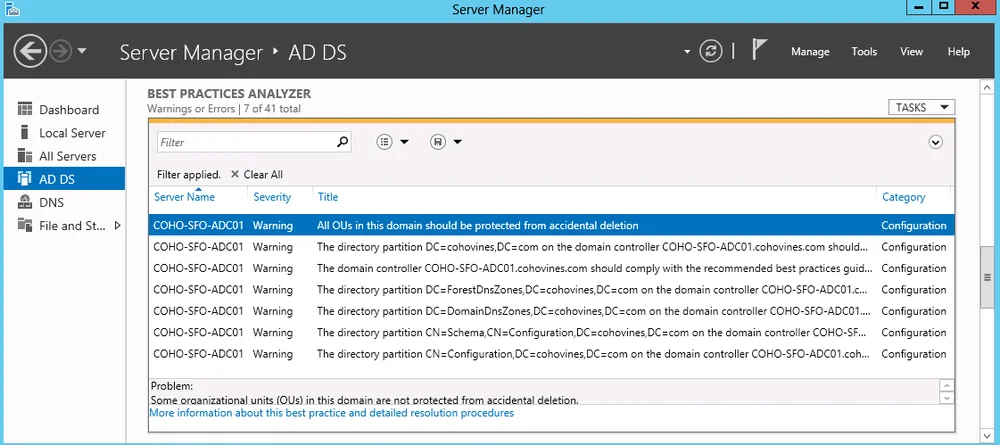 Server Manager
Server Manager ▸ AD DS
Manage Tools View Help
Dashboard
Local Server
All Servers
AD DS
DNS
File and St...
BEST PRACTICES ANALYZER
Warnings or Errors | 7 of 41 total
TASKS
Filter
Filter applied. ✕ Clear All
Server Name Severity Title Category
COHO-SFO-ADC01 Warning All OUs in this domain should be protected from accidental deletion Configuration
COHO-SFO-ADC01 Warning The directory partition DC=cohovines,DC=com on the domain controller COHO-SFO-ADC01.cohovines.com should... Configuration
COHO-SFO-ADC01 Warning The domain controller COHO-SFO-ADC01.cohovines.com should comply with the recommended best practices guid... Configuration
COHO-SFO-ADC01 Warning The directory partition DC=ForestDnsZones,DC=cohovines,DC=com on the domain controller COHO-SFO-ADC01.c... Configuration
COHO-SFO-ADC01 Warning The directory partition DC=DomainDnsZones,DC=cohovines,DC=com on the domain controller COHO-SFO-ADC01.... Configuration
COHO-SFO-ADC01 Warning The directory partition CN=Schema,CN=Configuration,DC=cohovines,DC=com on the domain controller COHO-SF... Configuration
COHO-SFO-ADC01 Warning The directory partition CN=Configuration,DC=cohovines,DC=com on the domain controller COHO-SFO-ADC01.coh... Configuration
Problem:
Some organizational units (OUs) in this domain are not protected from accidental deletion.
More information about this best practice and detailed resolution procedures